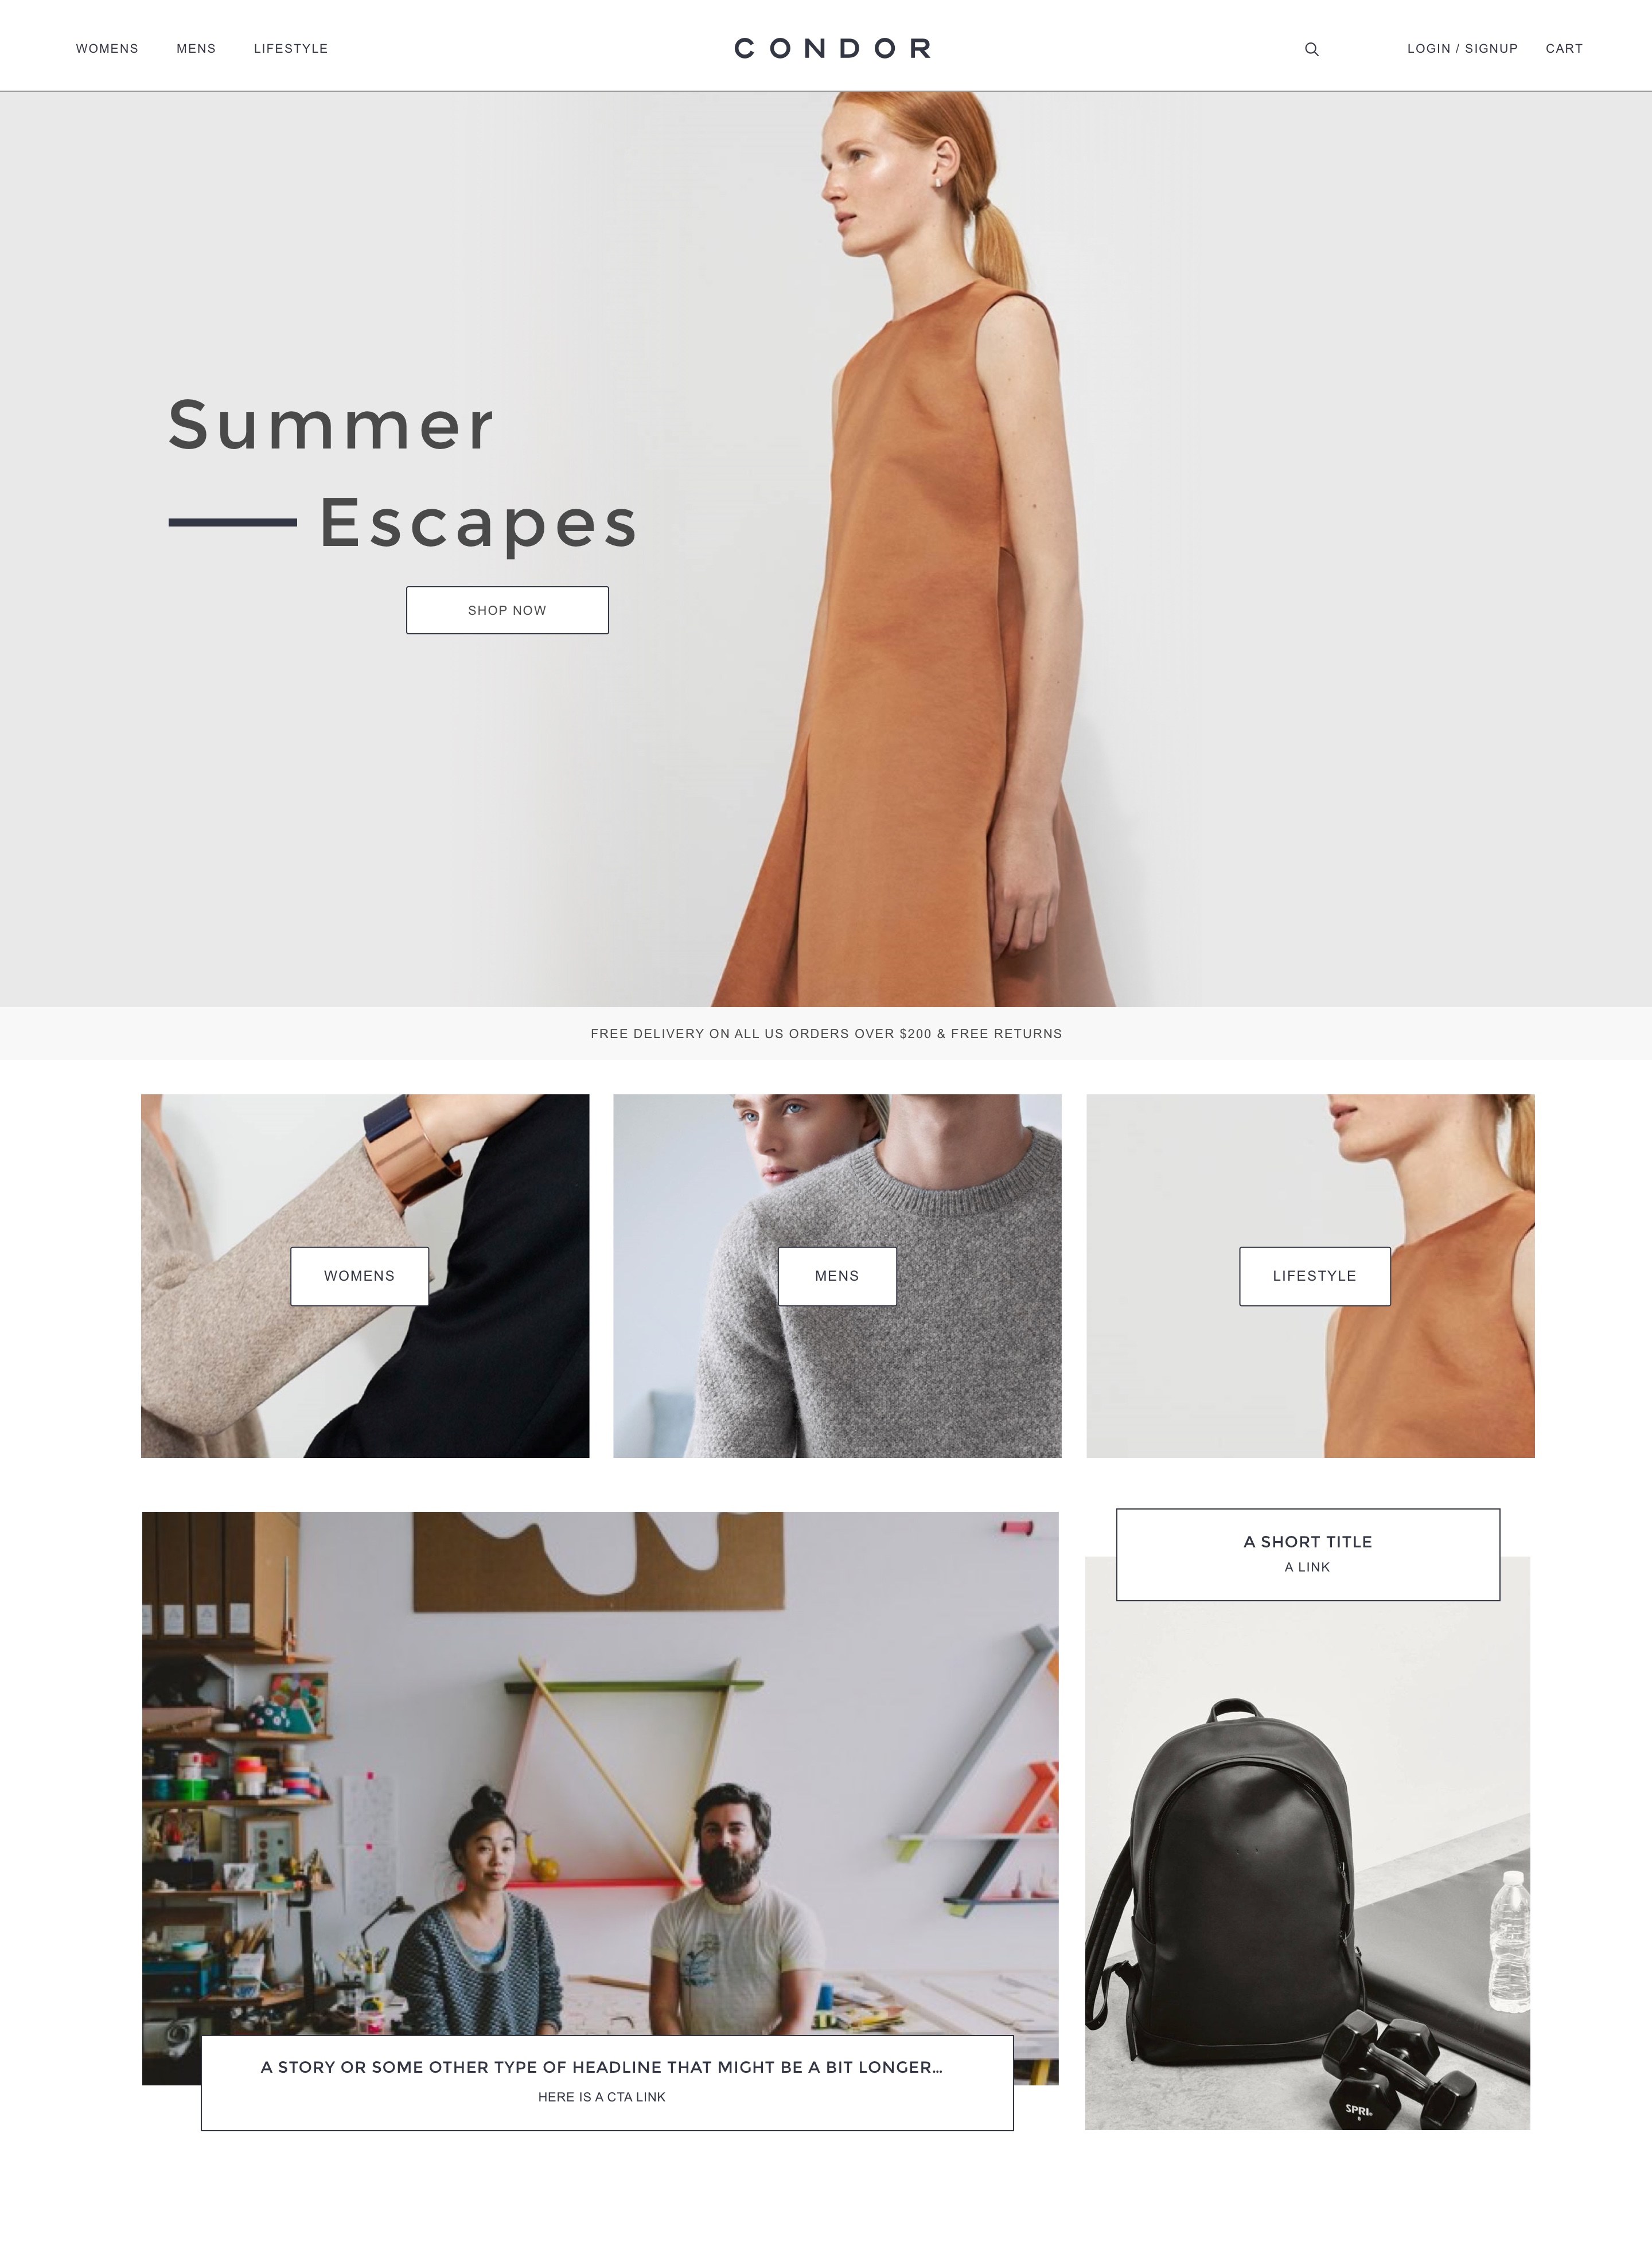 WOMENS MENS LIFESTYLE CONDOR LOGIN / SIGNUP CART
Summer
Escapes
SHOP NOW
FREE DELIVERY ON ALL US ORDERS OVER $200 & FREE RETURNS
WOMENS MENS LIFESTYLE
A SHORT TITLE
A LINK
SPRI®
8
A STORY OR SOME OTHER TYPE OF HEADLINE THAT MIGHT BE A BIT LONGER...
HERE IS A CTA LINK